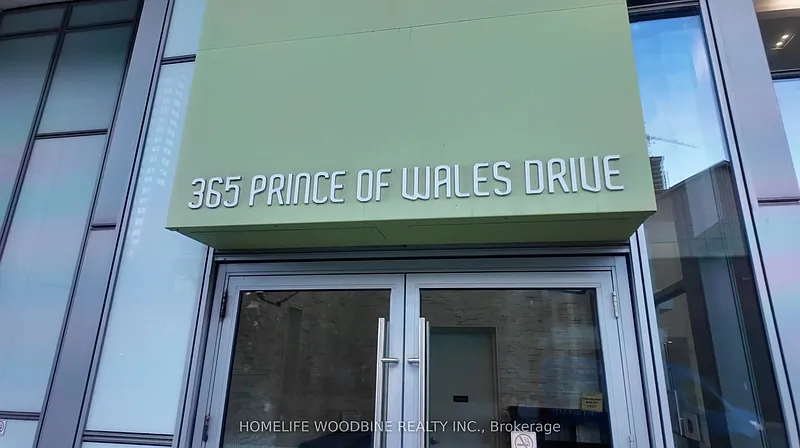 365 PRINCE OF WALES DRIVE
HOMELIFE WOODBINE REALTY INC., Brokerage